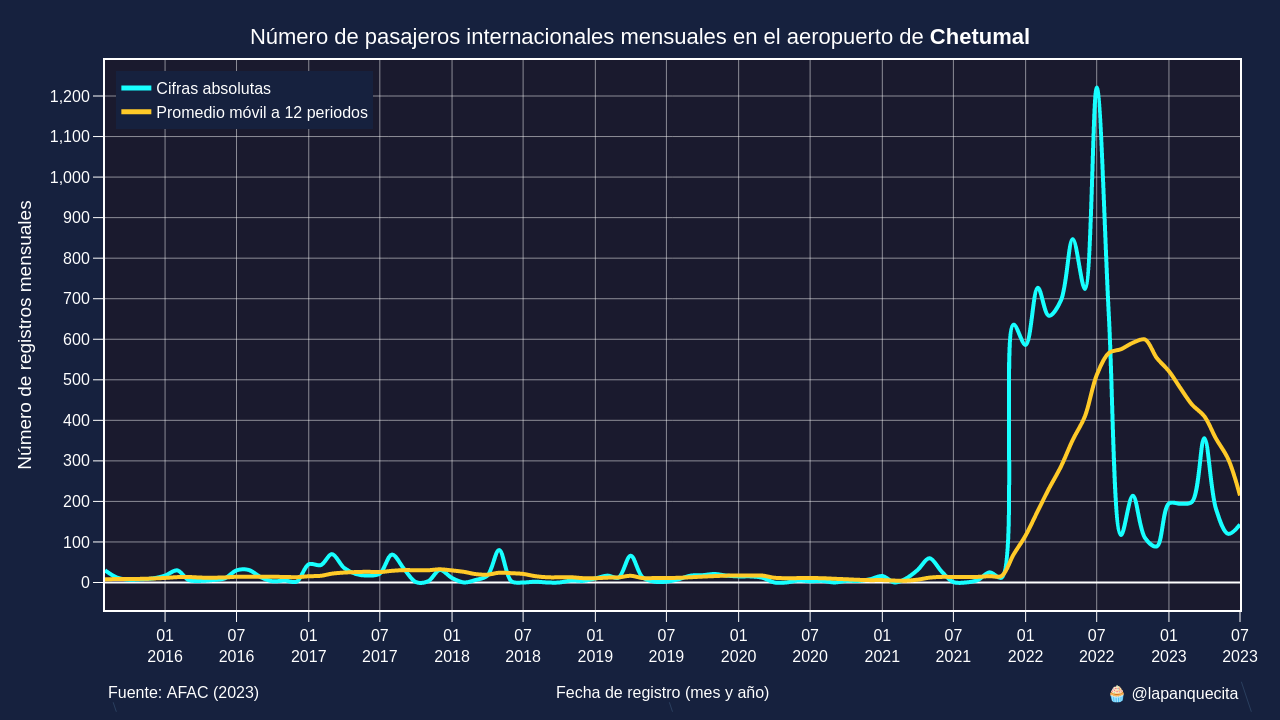 Número de pasajeros internacionales mensuales en el aeropuerto de Chetumal
Cifras absolutas
Promedio móvil a 12 periodos
Número de registros mensuales
1,200
1,100
1,000
900
800
700
600
500
400
300
200
100
0
01 07 01 07 01 07 01 07 01 07 01 07 01 07 01 07
2016 2016 2017 2017 2018 2018 2019 2019 2020 2020 2021 2021 2022 2022 2023 2023
Fuente: AFAC (2023)
Fecha de registro (mes y año)
🧁 @lapanquecita